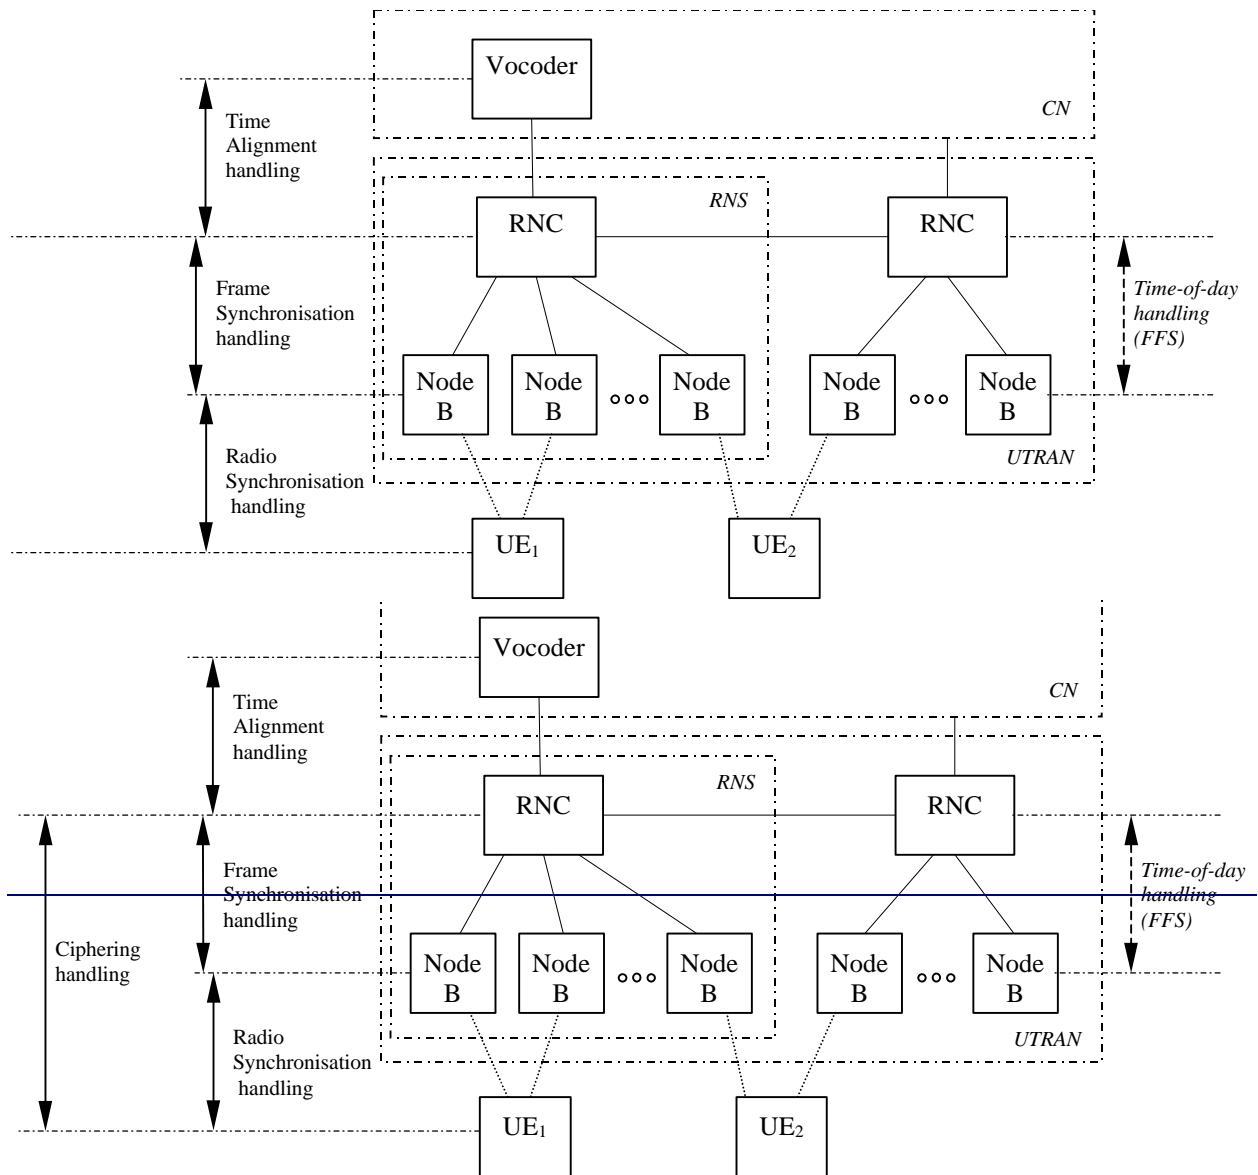 Vocoder
CN
Time
Alignment
handling
RNS
RNC
RNC
Frame
Synchronisation
handling
Time-of-day
handling
(FFS)
Node
B
Node
B
Node
B
Node
B
Node
B
UTRAN
Radio
Synchronisation
handling
UE1
UE2
Vocoder
CN
Time
Alignment
handling
RNS
RNC
RNC
Frame
Synchronisation
handling
Time-of-day
handling
(FFS)
Ciphering
handling
Node
B
Node
B
Node
B
Node
B
Node
B
UTRAN
Radio
Synchronisation
handling
UE1
UE2